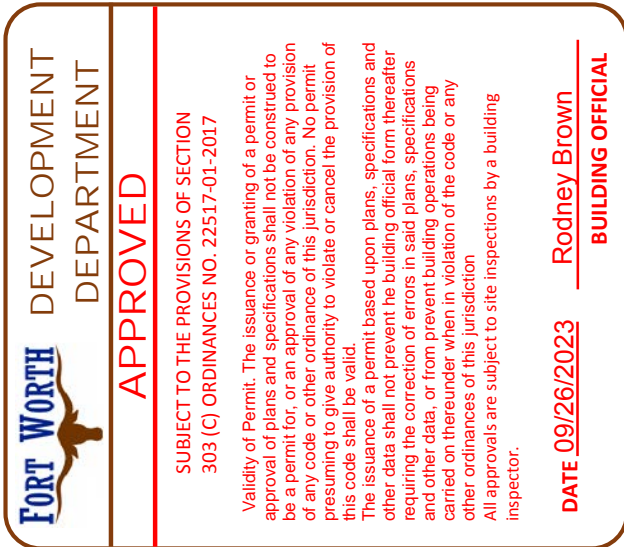 FORT WORTH
DEVELOPMENT
DEPARTMENT
APPROVED
SUBJECT TO THE PROVISIONS OF SECTION
303 (C) ORDINANCES NO. 22517-01-2017
Validity of Permit. The issuance or granting of a permit or
approval of plans and specifications shall not be construed to
be a permit for, or an approval of any violation of any provision
of any code or other ordinance of this jurisdiction. No permit
presuming to give authority to violate or cancel the provision of
this code shall be valid.
The issuance of a permit based upon plans, specifications and
other data shall not prevent he building official form thereafter
requiring the correction of errors in said plans, specifications
and other data, or from prevent building operations being
carried on thereunder when in violation of the code or any
other ordinances of this jurisdiction
All approvals are subject to site inspections by a building
inspector.
DATE 09/26/2023 Rodney Brown
BUILDING OFFICIAL